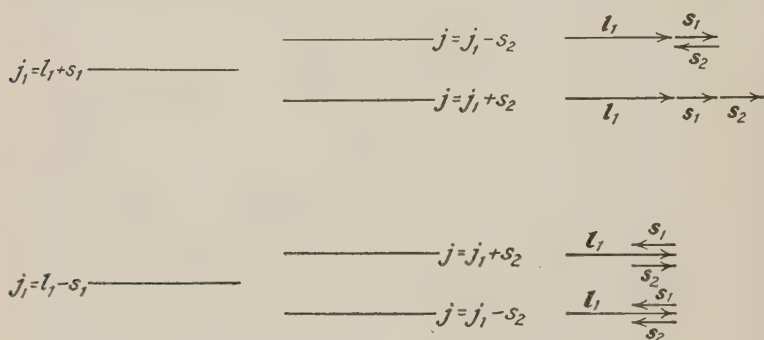 j₁=l₁+s₁
j=j₁-s₂
l₁ s₁
s₂
j=j₁+s₂
l₁ s₁ s₂
j₁=l₁-s₁
j=j₁+s₂
l₁ s₁
s₂
j=j₁-s₂
l₁ s₁
s₂